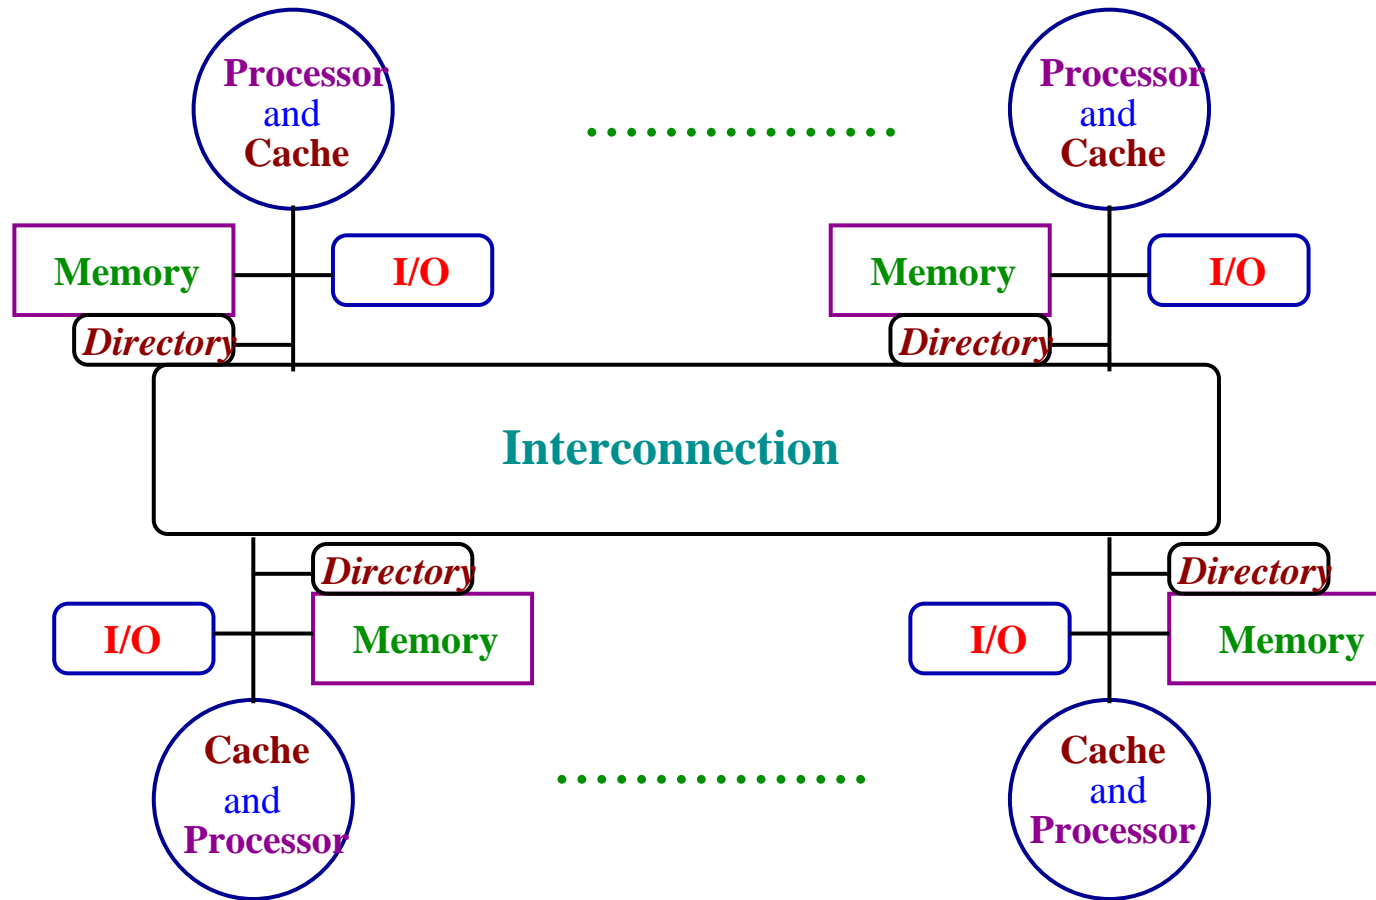 Processor
and
Cache
Processor
and
Cache
Memory
I/O
Memory
I/O
Directory
Directory
Interconnection
Directory
Directory
I/O
Memory
I/O
Memory
Cache
and
Processor
Cache
and
Processor